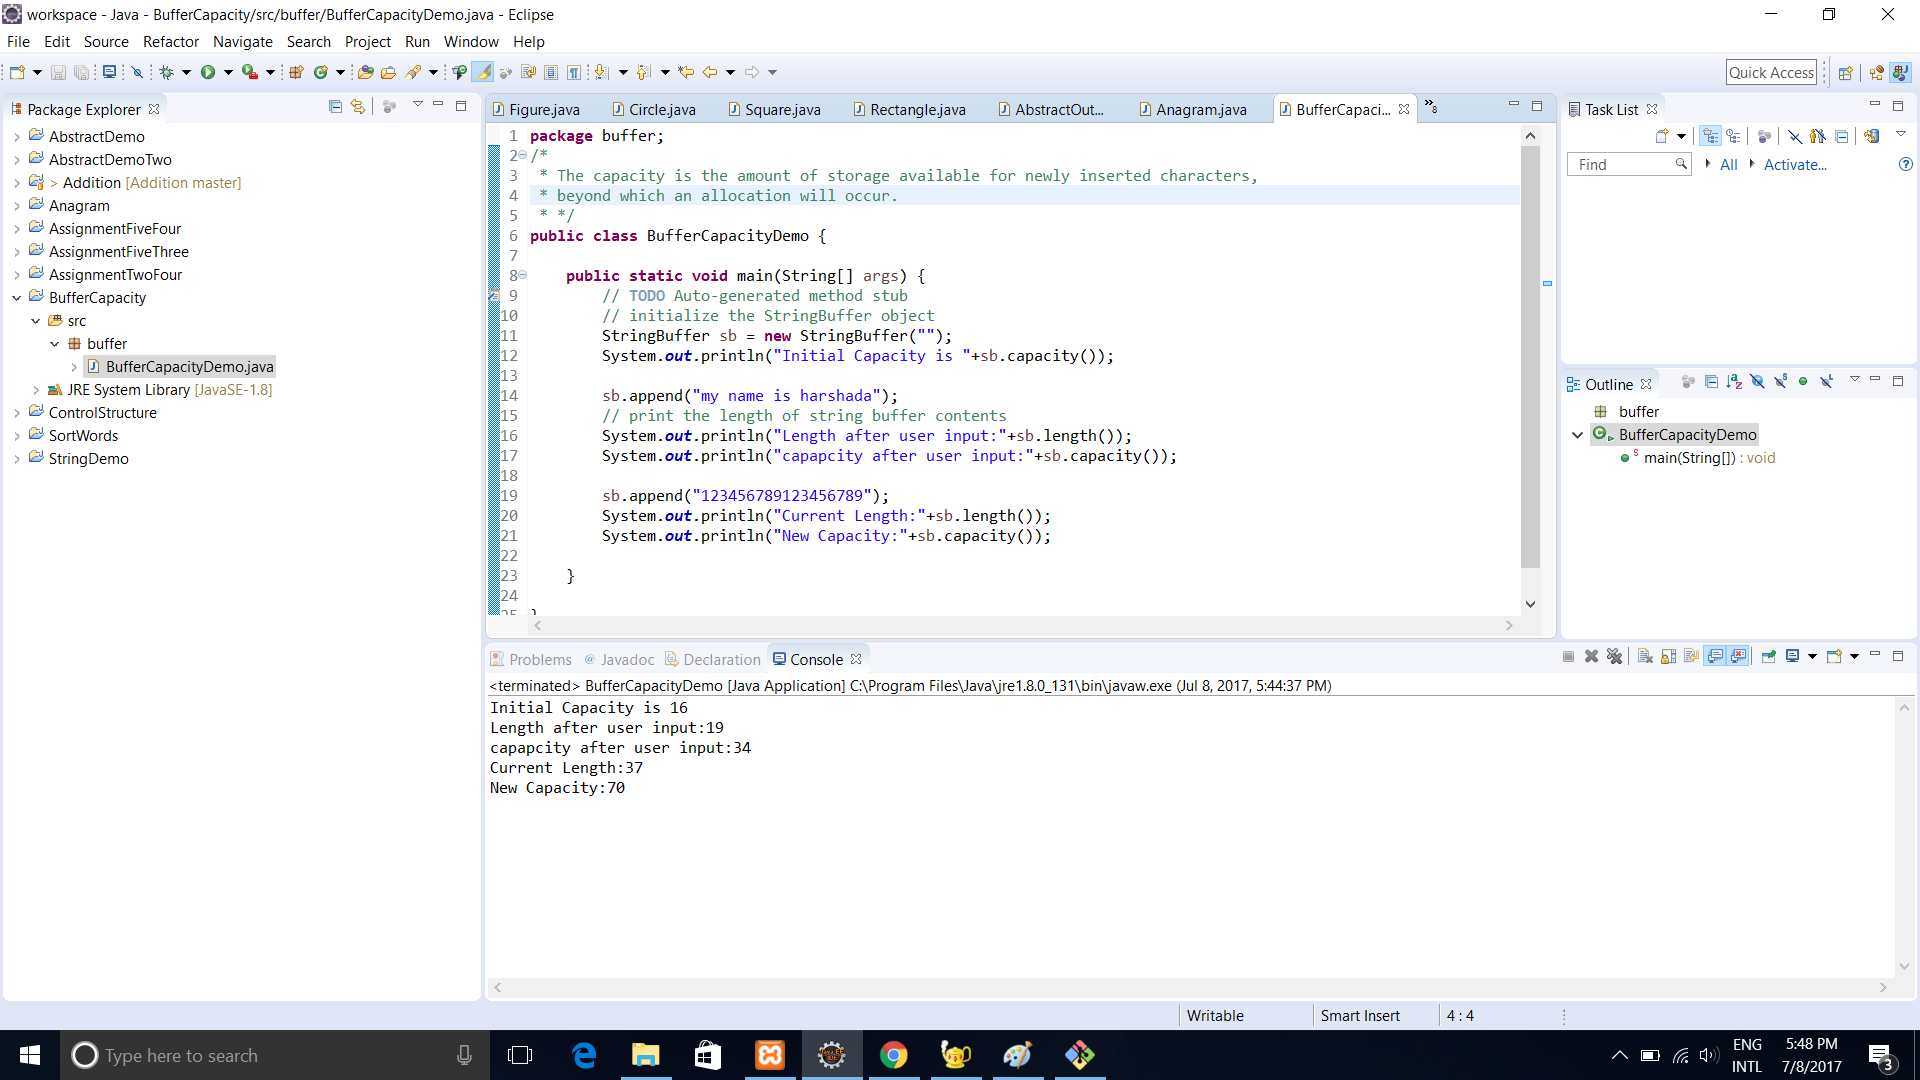 workspace - Java - BufferCapacity/src/buffer/BufferCapacityDemo.java - Eclipse
File Edit Source Refactor Navigate Search Project Run Window Help
Quick Access
Package Explorer
AbstractDemo
AbstractDemoTwo
> Addition [Addition master]
Anagram
AssignmentFiveFour
AssignmentFiveThree
AssignmentTwoFour
BufferCapacity
src
buffer
BufferCapacityDemo.java
JRE System Library [JavaSE-1.8]
ControlStructure
SortWords
StringDemo
Figure.java Circle.java Square.java Rectangle.java AbstractOut... Anagram.java BufferCapaci... »8
1 package buffer;
2 /*
3 * The capacity is the amount of storage available for newly inserted characters,
4 * beyond which an allocation will occur.
5 * */
6 public class BufferCapacityDemo {
7
8 public static void main(String[] args) {
9 // TODO Auto-generated method stub
10 // initialize the StringBuffer object
11 StringBuffer sb = new StringBuffer("");
12 System.out.println("Initial Capacity is "+sb.capacity());
13
14 sb.append("my name is harshada");
15 // print the length of string buffer contents
16 System.out.println("Length after user input:"+sb.length());
17 System.out.println("capapcity after user input:"+sb.capacity());
18
19 sb.append("123456789123456789");
20 System.out.println("Current Length:"+sb.length());
21 System.out.println("New Capacity:"+sb.capacity());
22
23 }
24
25 }
Task List
Find All Activate...
Outline
buffer
BufferCapacityDemo
main(String[]) : void
Problems @ Javadoc Declaration Console
<terminated> BufferCapacityDemo [Java Application] C:\Program Files\Java\jre1.8.0_131\bin\javaw.exe (Jul 8, 2017, 5:44:37 PM)
Initial Capacity is 16
Length after user input:19
capapcity after user input:34
Current Length:37
New Capacity:70
Writable Smart Insert 4 : 4
Type here to search
ENG
INTL
5:48 PM
7/8/2017
3